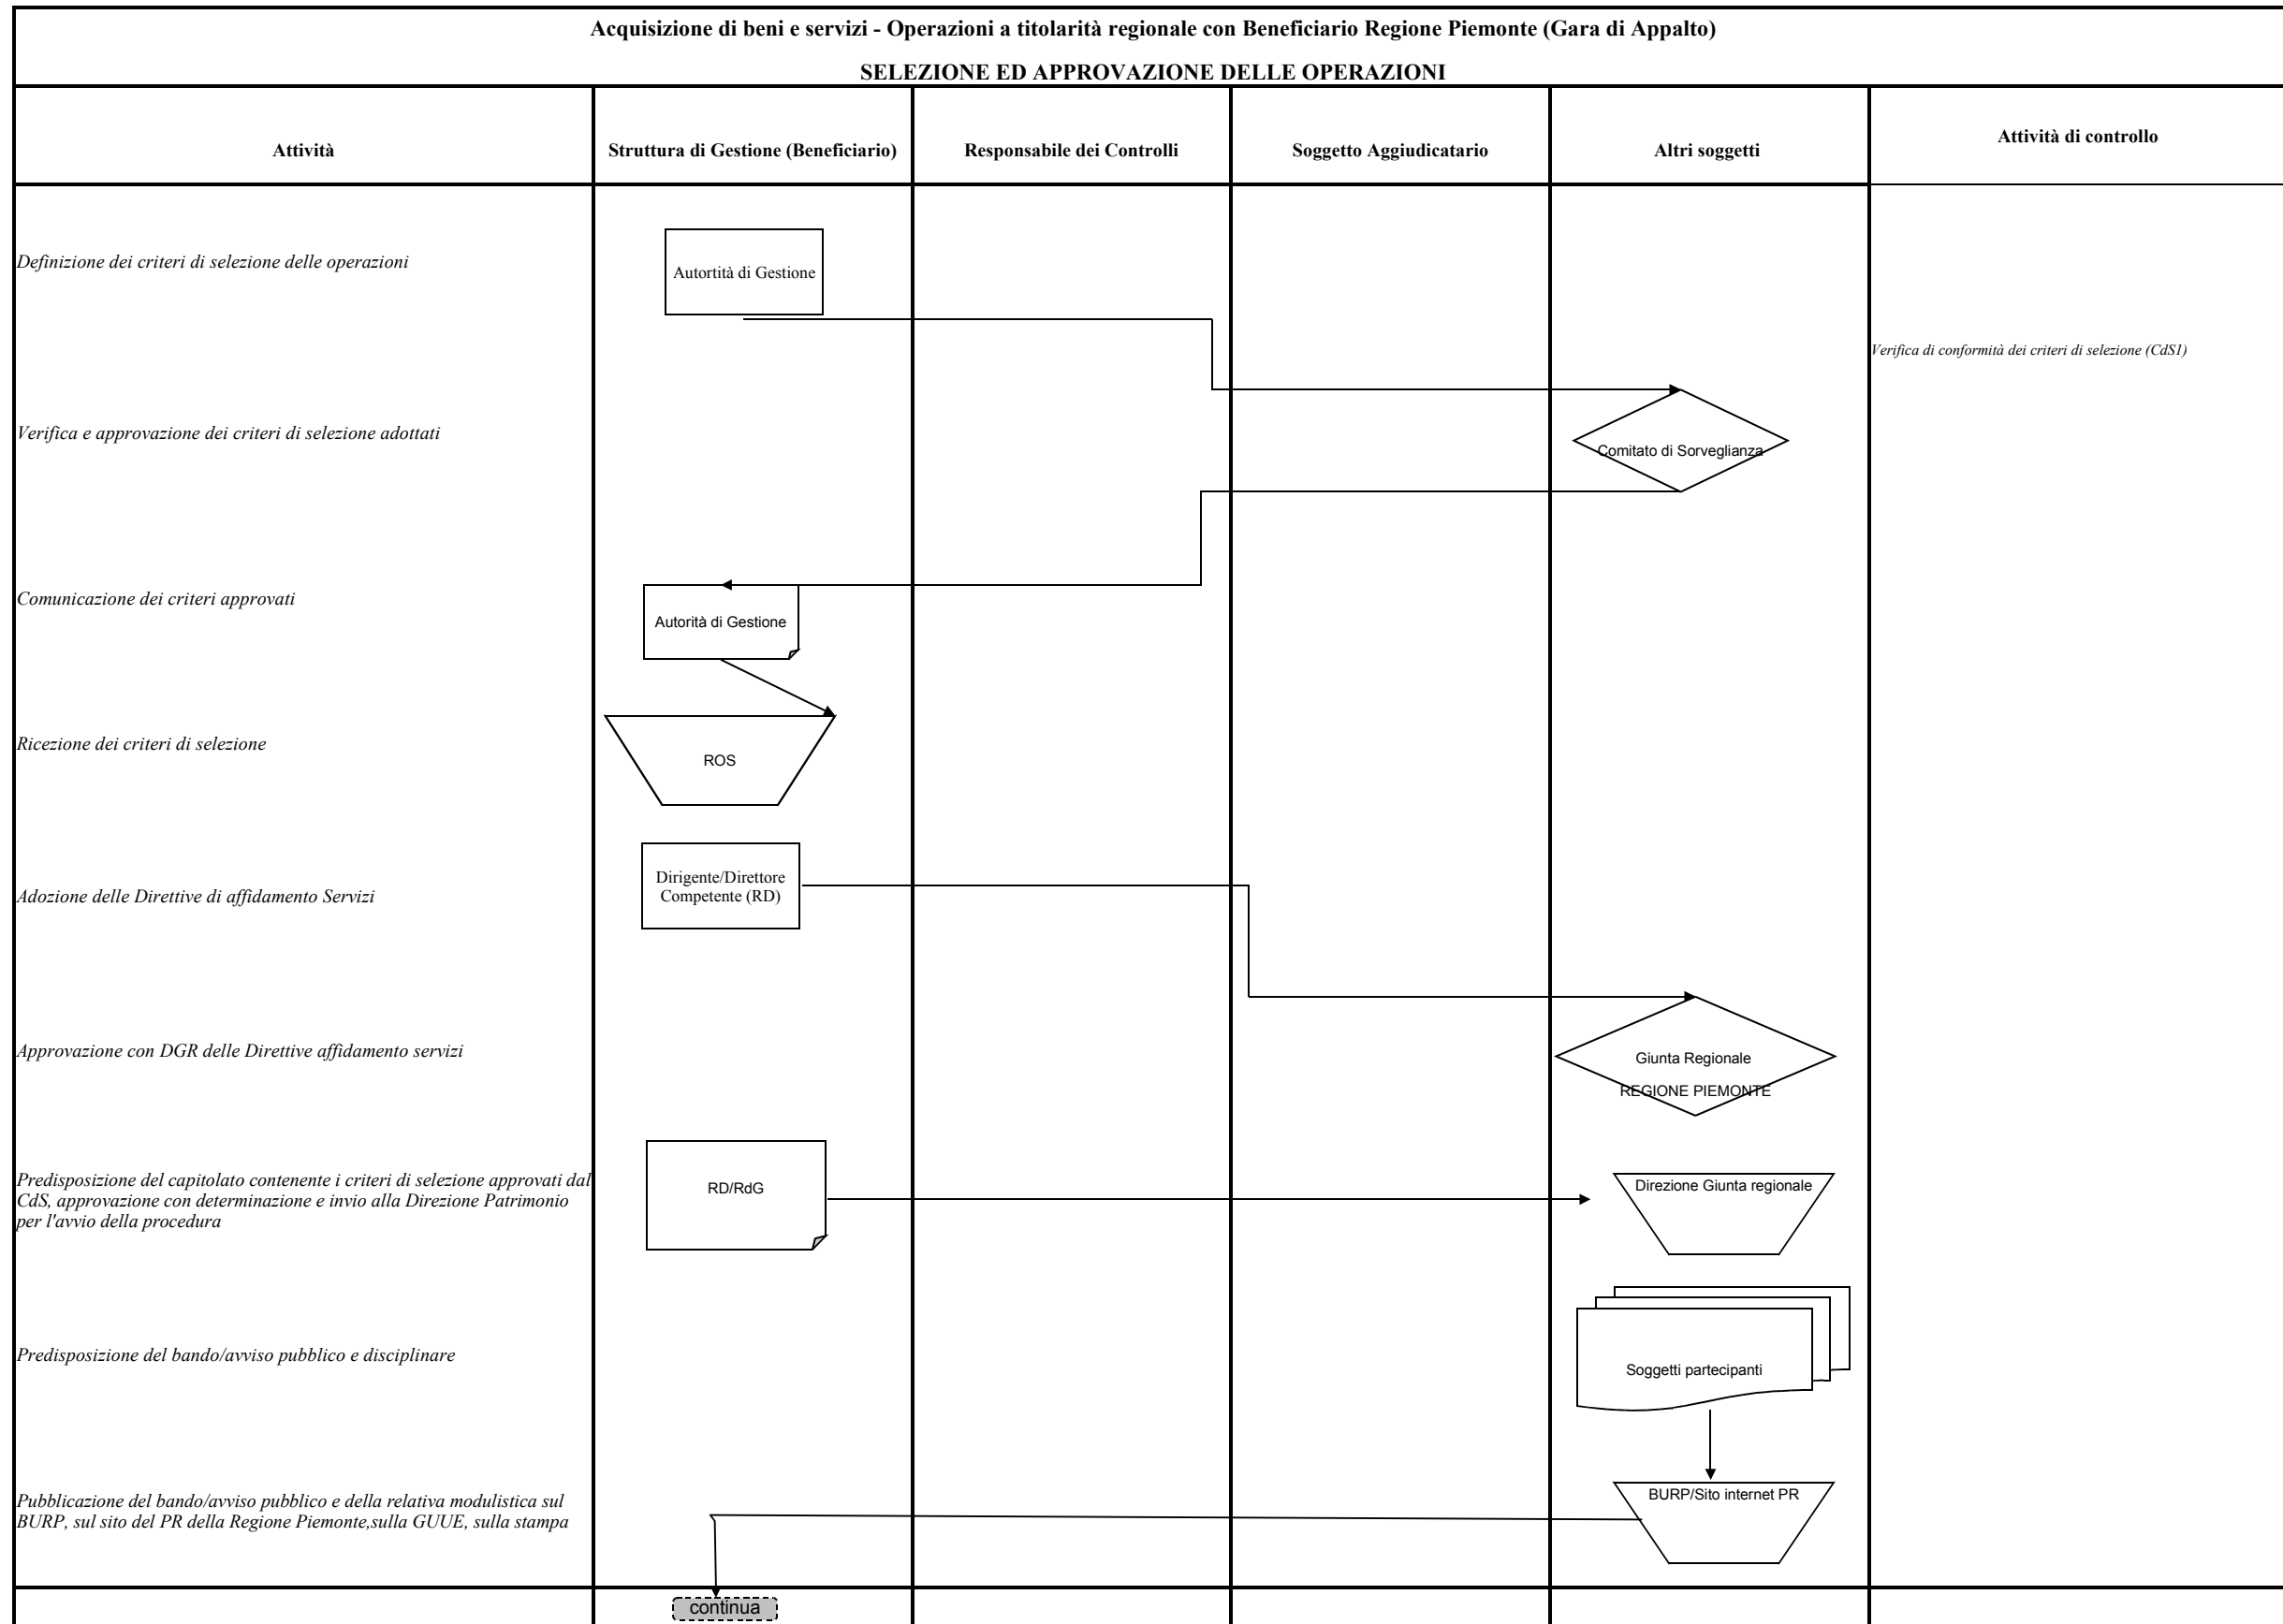 Acquisizione di beni e servizi - Operazioni a titolarità regionale con Beneficiario Regione Piemonte (Gara di Appalto)
SELEZIONE ED APPROVAZIONE DELLE OPERAZIONI
Attività
Struttura di Gestione (Beneficiario)
Responsabile dei Controlli
Soggetto Aggiudicatario
Altri soggetti
Attività di controllo
Definizione dei criteri di selezione delle operazioni
Autortità di Gestione
Verifica di conformità dei criteri di selezione (CdS1)
Verifica e approvazione dei criteri di selezione adottati
Comitato di Sorveglianza
Comunicazione dei criteri approvati
Autorità di Gestione
Ricezione dei criteri di selezione
ROS
Adozione delle Direttive di affidamento Servizi
Dirigente/Direttore
Competente (RD)
Approvazione con DGR delle Direttive affidamento servizi
Giunta Regionale
REGIONE PIEMONTE
Predisposizione del capitolato contenente i criteri di selezione approvati dal
CdS, approvazione con determinazione e invio alla Direzione Patrimonio
per l'avvio della procedura
RD/RdG
Direzione Giunta regionale
Predisposizione del bando/avviso pubblico e disciplinare
Soggetti partecipanti
Pubblicazione del bando/avviso pubblico e della relativa modulistica sul
BURP, sul sito del PR della Regione Piemonte,sulla GUUE, sulla stampa
BURP/Sito internet PR
continua